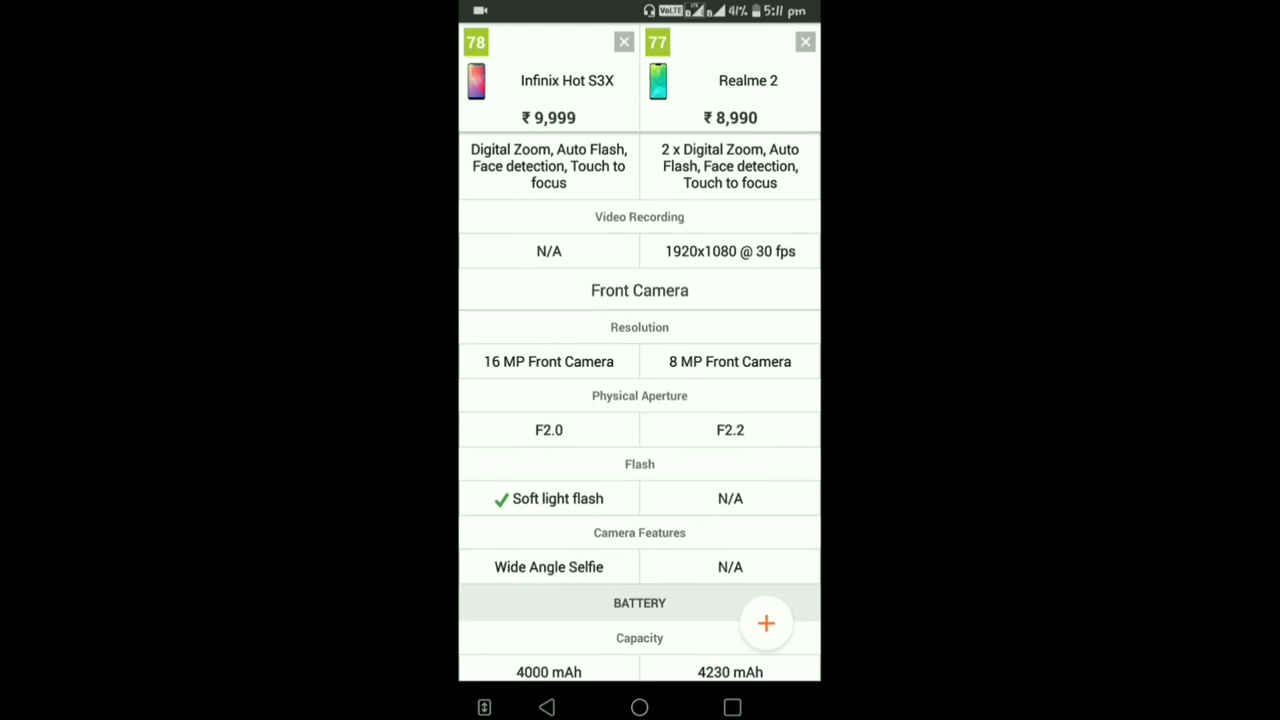 VoLTE LTE 41% 5:11 pm
78 77
Infinix Hot S3X Realme 2
₹ 9,999 ₹ 8,990
Digital Zoom, Auto Flash, Face detection, Touch to focus
2 x Digital Zoom, Auto Flash, Face detection, Touch to focus
Video Recording
N/A 1920x1080 @ 30 fps
Front Camera
Resolution
16 MP Front Camera 8 MP Front Camera
Physical Aperture
F2.0 F2.2
Flash
Soft light flash N/A
Camera Features
Wide Angle Selfie N/A
BATTERY
Capacity
4000 mAh 4230 mAh